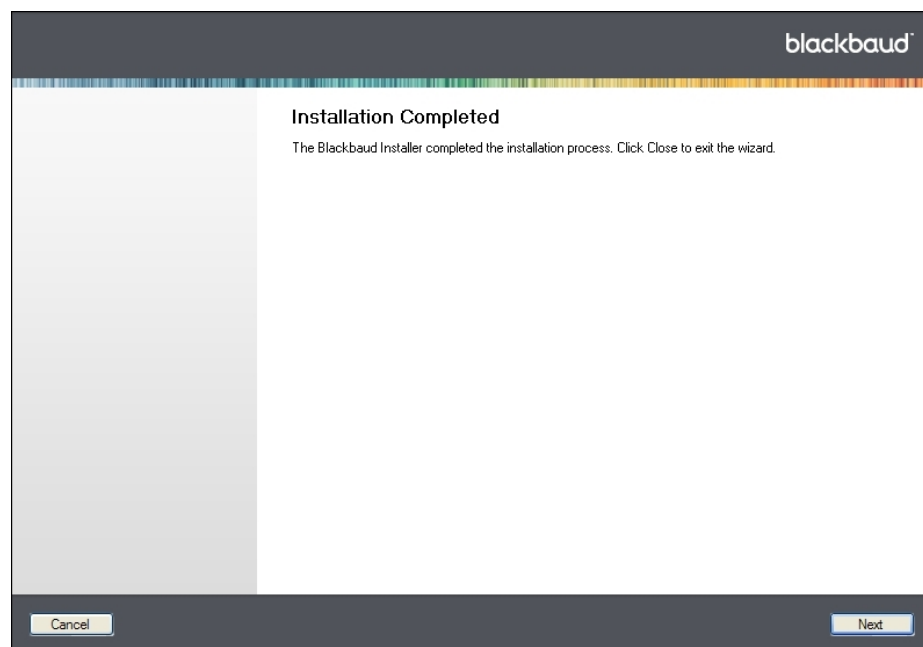 blackbaud
Installation Completed
The Blackbaud Installer completed the installation process. Click Close to exit the wizard.
Cancel
Next